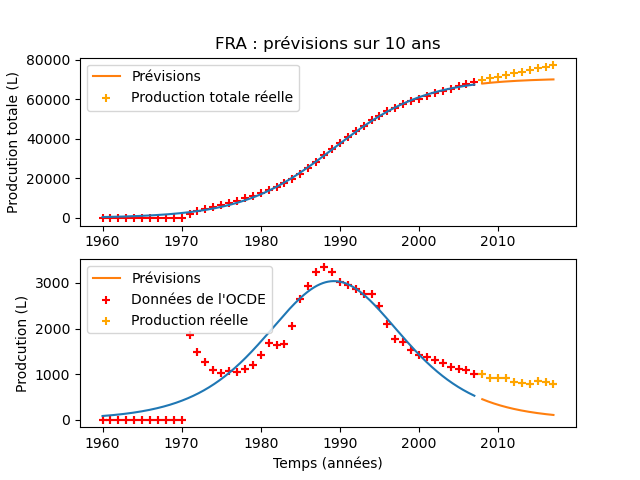 FRA : prévisions sur 10 ans
Prodcution totale (L)
80000
60000
40000
20000
0
Prévisions
Production totale réelle
1960 1970 1980 1990 2000 2010
Prodcution (L)
3000
2000
1000
0
Prévisions
Données de l'OCDE
Production réelle
1960 1970 1980 1990 2000 2010
Temps (années)